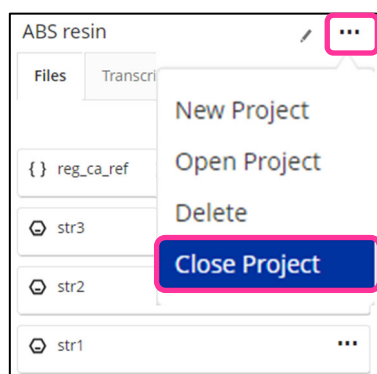 ABS resin
Files Transcri
New Project
Open Project
Delete
Close Project
{ } reg_ca_ref
str3
str2
str1